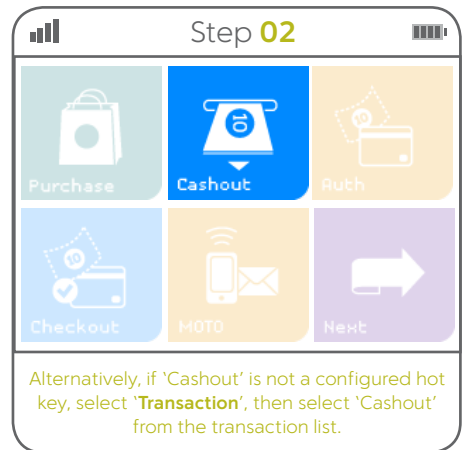 Step 02
Purchase
10
Cashout
Auth
10
Checkout
10
MOTO
Next
Alternatively, if ‘Cashout’ is not a configured hot
key, select ‘Transaction’, then select ‘Cashout’
from the transaction list.